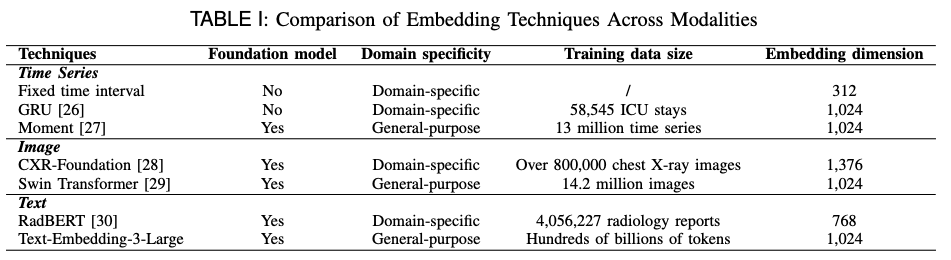 TABLE I: Comparison of Embedding Techniques Across Modalities
Techniques Foundation model Domain specificity Training data size Embedding dimension
Time Series
Fixed time interval No Domain-specific / 312
GRU [26] No Domain-specific 58,545 ICU stays 1,024
Moment [27] Yes General-purpose 13 million time series 1,024
Image
CXR-Foundation [28] Yes Domain-specific Over 800,000 chest X-ray images 1,376
Swin Transformer [29] Yes General-purpose 14.2 million images 1,024
Text
RadBERT [30] Yes Domain-specific 4,056,227 radiology reports 768
Text-Embedding-3-Large Yes General-purpose Hundreds of billions of tokens 1,024